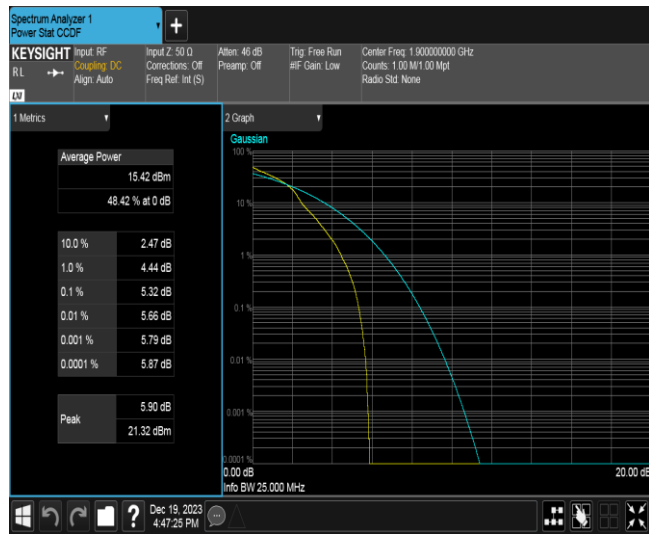 Spectrum Analyzer 1
Power Stat CCDF
+
KEYSIGHT Input: RF Input Z: 50 Ω Atten: 46 dB Trig: Free Run Center Freq: 1.900000000 GHz
RL Coupling: DC Corrections: Off Preamp: Off #IF Gain: Low Counts: 1.00 M/1.00 Mpt
Align: Auto Freq Ref: Int (S) Radio Std: None
LXI
1 Metrics
Average Power
15.42 dBm
48.42 % at 0 dB
10.0 % 2.47 dB
1.0 % 4.44 dB
0.1 % 5.32 dB
0.01 % 5.66 dB
0.001 % 5.79 dB
0.0001 % 5.87 dB
Peak 5.90 dB
21.32 dBm
2 Graph
Gaussian
100 %
10 %
1 %
0.1 %
0.01 %
0.001 %
0.0001 %
0.00 dB 20.00 dB
Info BW 25.000 MHz
? Dec 19, 2023
4:47:25 PM